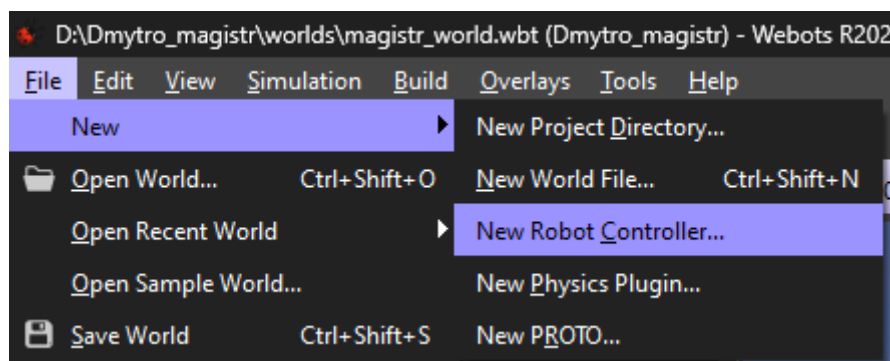 D:\Dmytro_magistr\worlds\magistr_world.wbt (Dmytro_magistr) - Webots R202
File Edit View Simulation Build Overlays Tools Help
New New Project Directory...
Open World... Ctrl+Shift+O New World File... Ctrl+Shift+N
Open Recent World New Robot Controller...
Open Sample World... New Physics Plugin...
Save World Ctrl+Shift+S New PROTO...